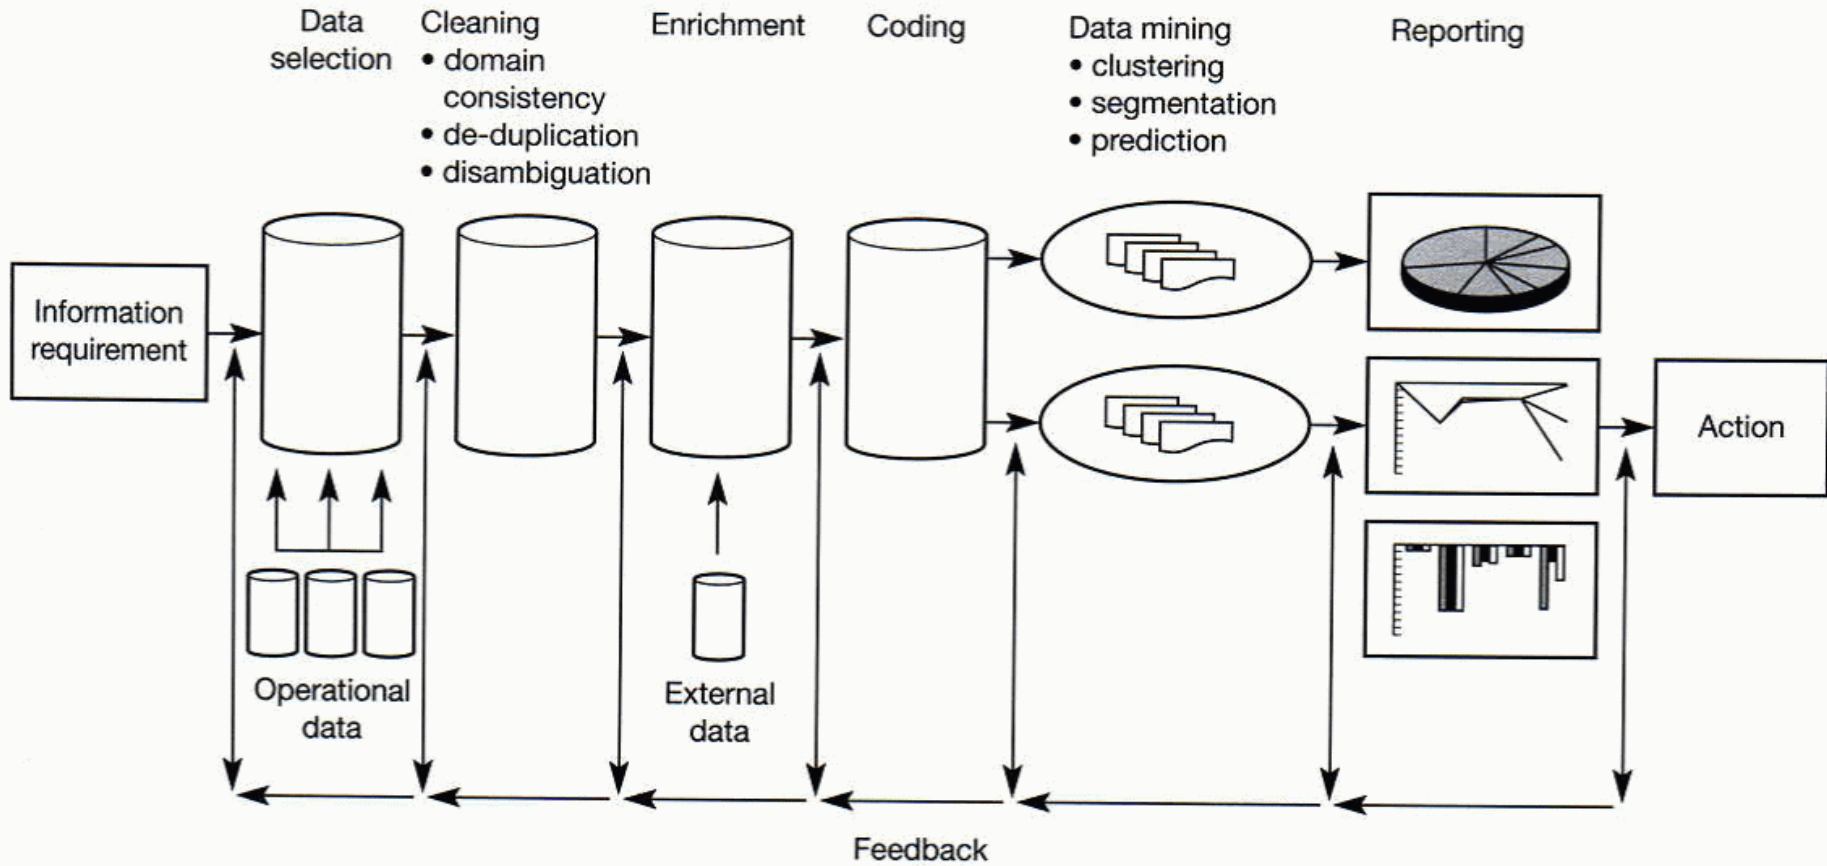 Data
selection
Cleaning
• domain
consistency
• de-duplication
• disambiguation
Enrichment
Coding
Data mining
• clustering
• segmentation
• prediction
Reporting
Information
requirement
Action
Operational
data
External
data
Feedback